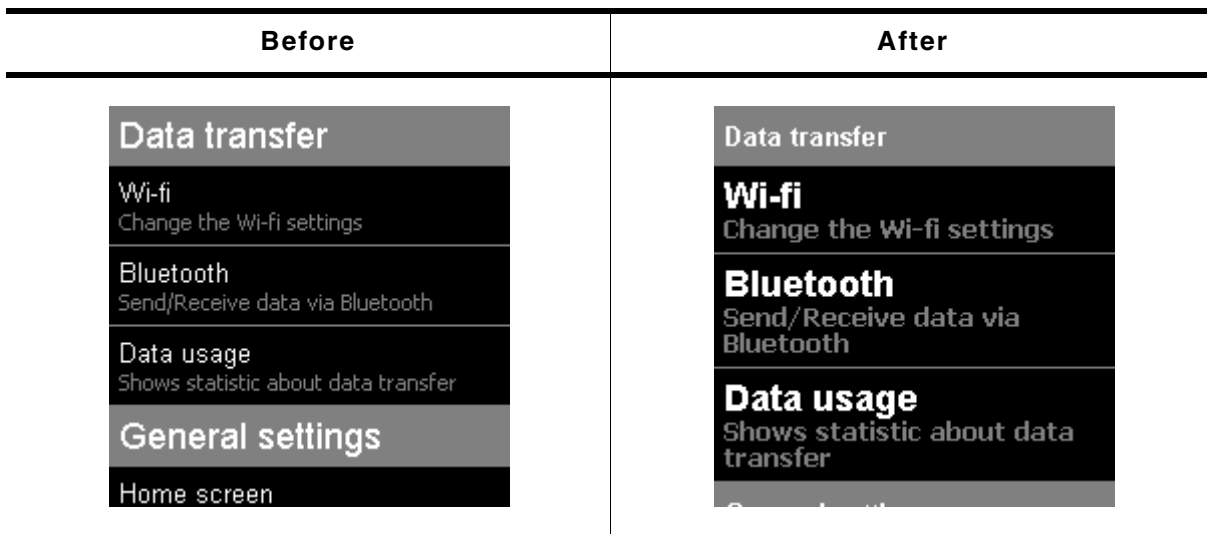 Before
After
Data transfer
Wi-fi
Change the Wi-fi settings
Bluetooth
Send/Receive data via Bluetooth
Data usage
Shows statistic about data transfer
General settings
Home screen
Data transfer
Wi-fi
Change the Wi-fi settings
Bluetooth
Send/Receive data via
Bluetooth
Data usage
Shows statistic about data
transfer